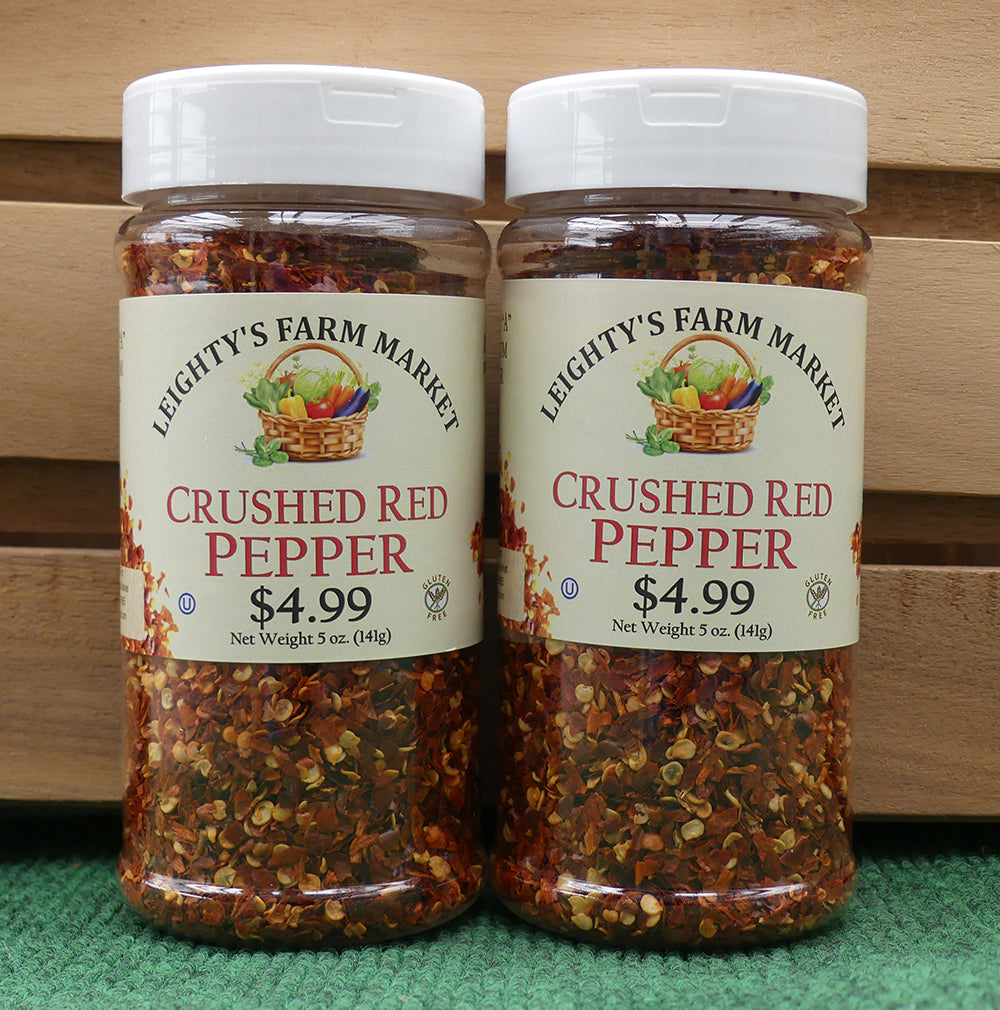 LEIGHTY'S FARM MARKET
CRUSHED RED
PEPPER
$4.99
Net Weight 5 oz. (141g)
U
GLUTEN
FREE
LEIGHTY'S FARM MARKET
CRUSHED RED
PEPPER
$4.99
Net Weight 5 oz. (141g)
GLUTEN
FREE